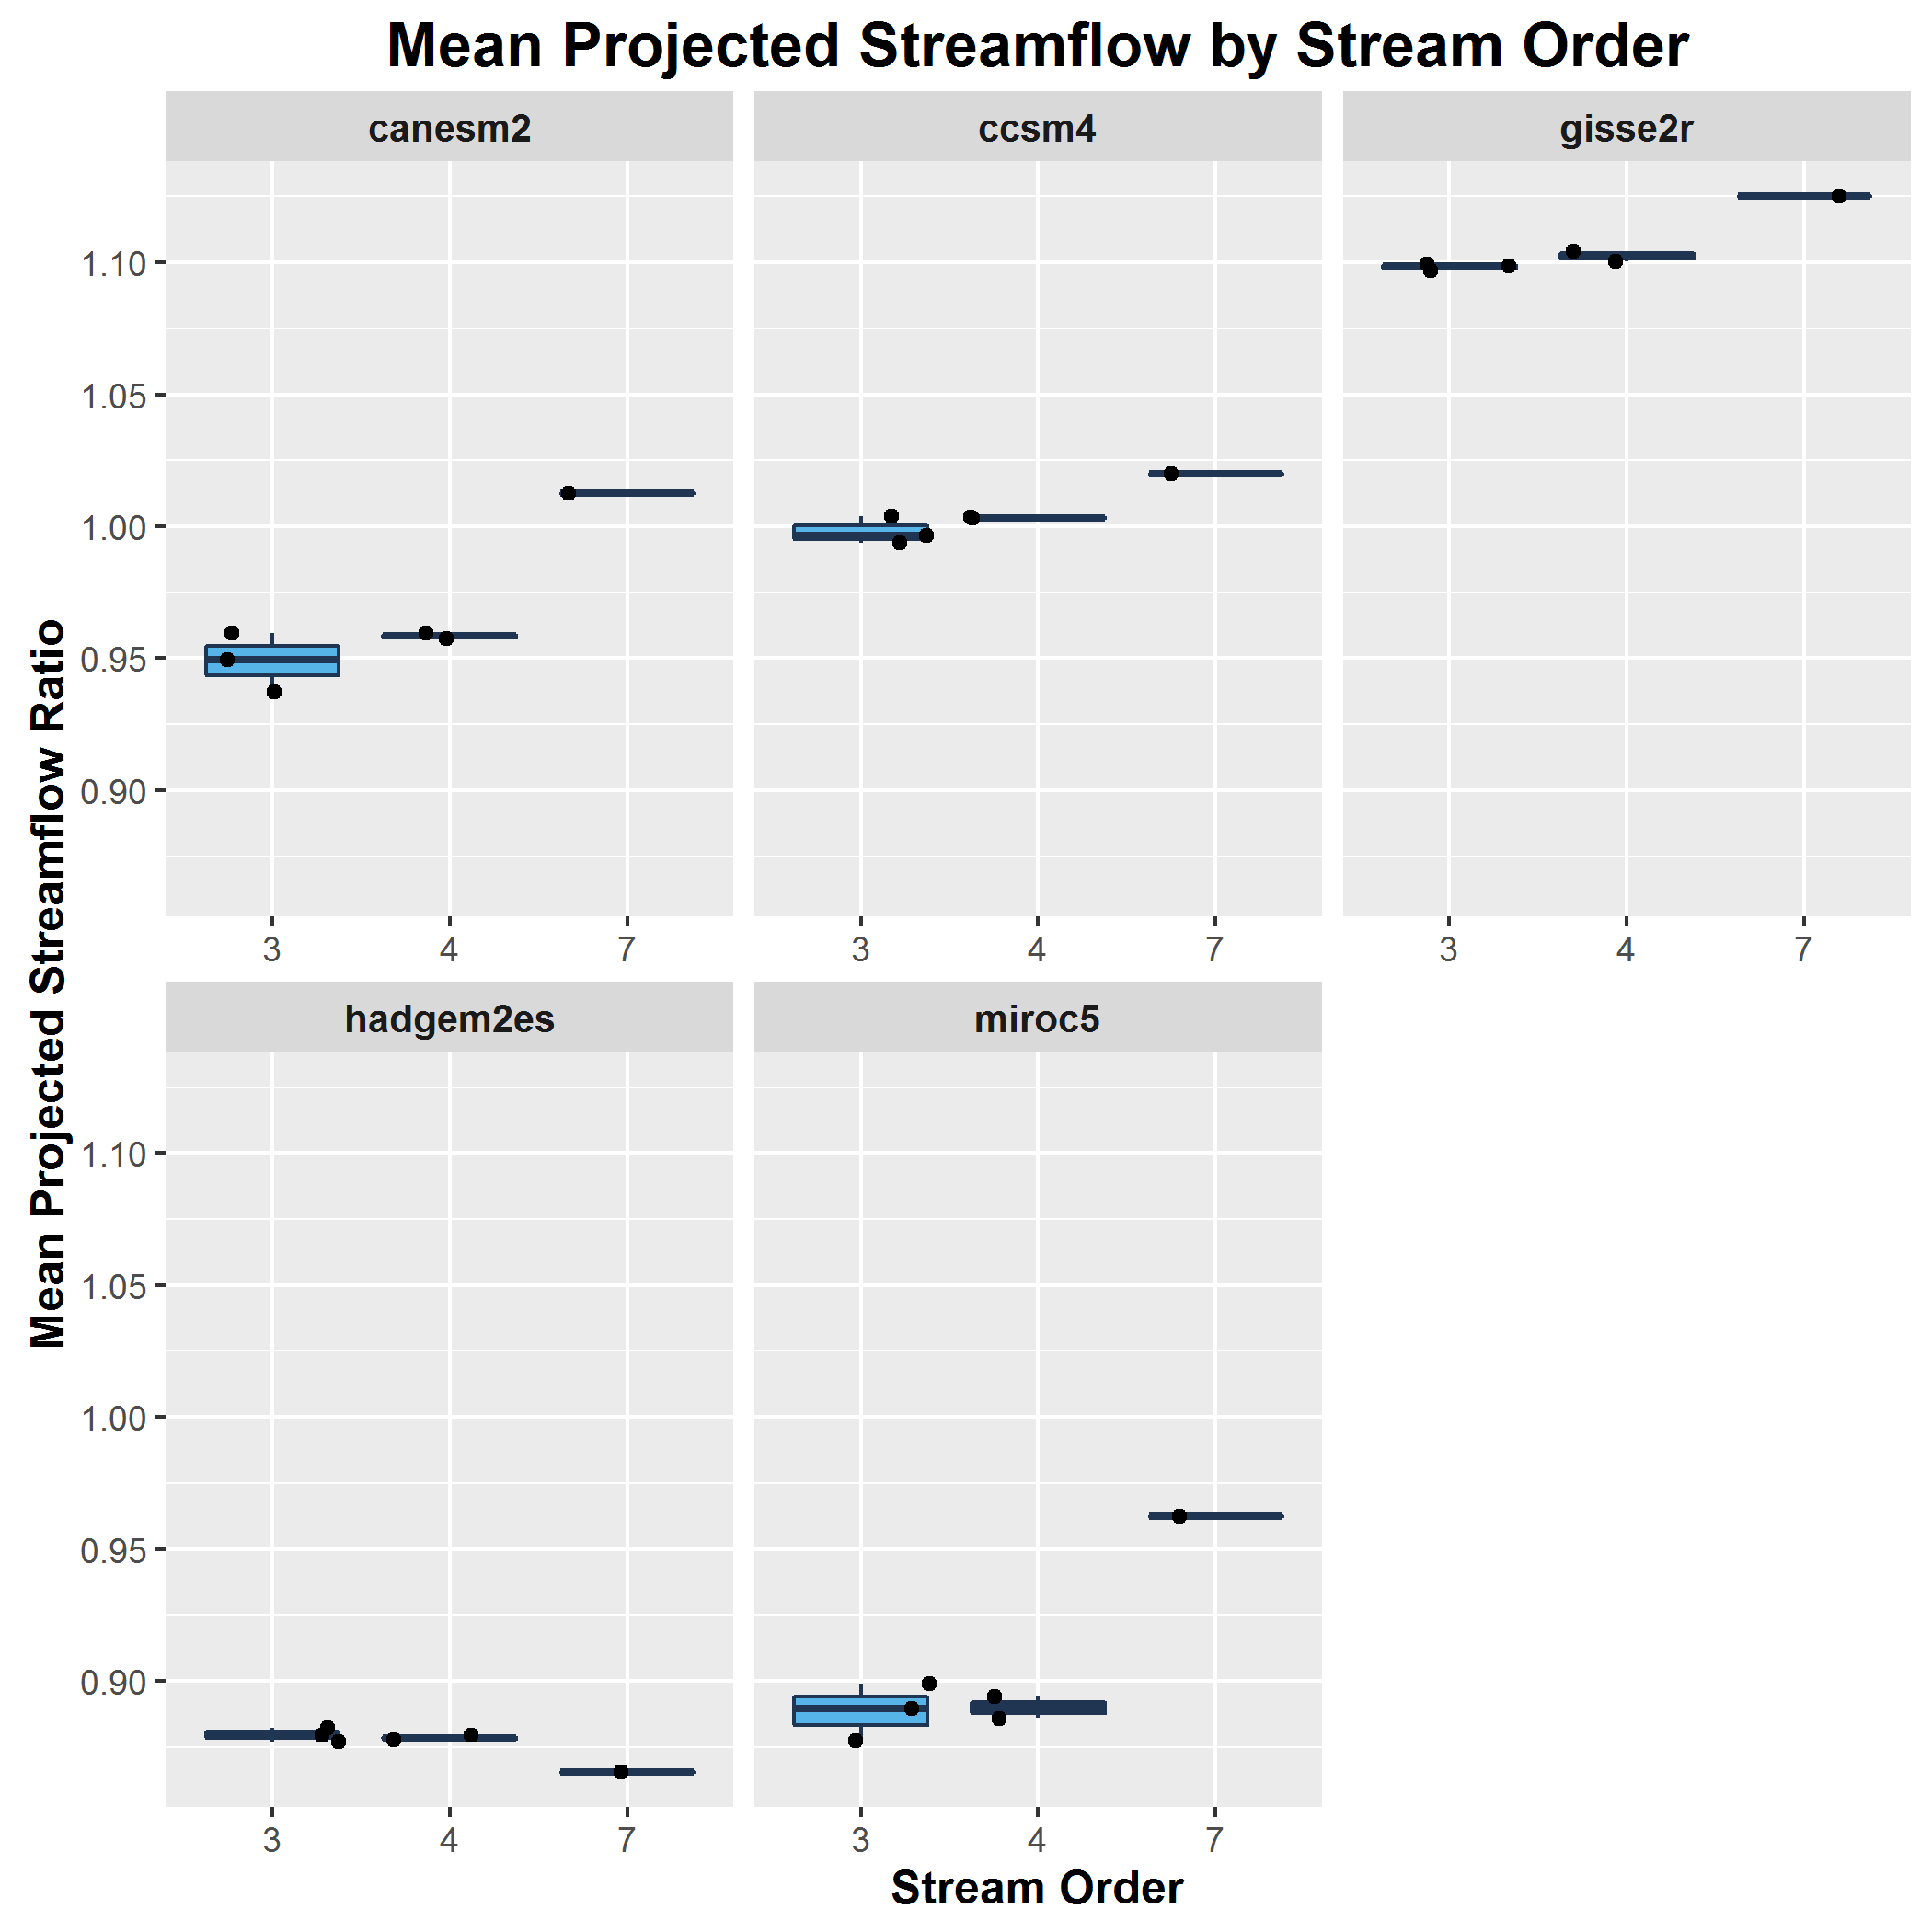 Mean Projected Streamflow by Stream Order
canesm2
ccsm4
gisse2r
Mean Projected Streamflow Ratio
1.10
1.05
1.00
0.95
0.90
3 4 7
3 4 7
3 4 7
hadgem2es
miroc5
1.10
1.05
1.00
0.95
0.90
3 4 7
3 4 7
Stream Order